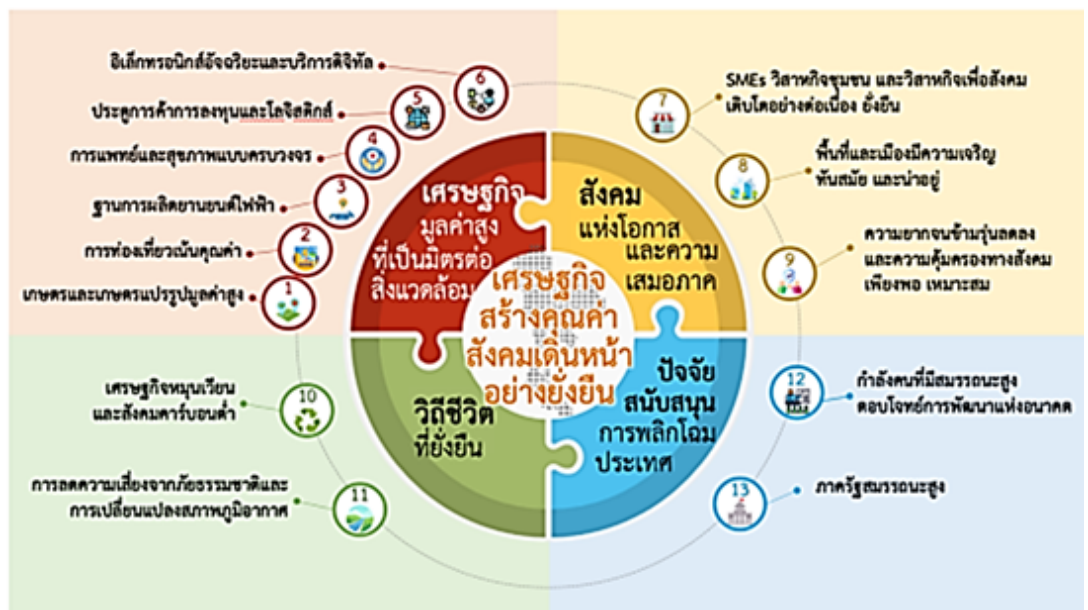 อิเล็กทรอนิกส์อัจฉริยะและบริการดิจิทัล
6
ประตูการค้าการลงทุนและโลจิสติกส์
5
การแพทย์และสุขภาพแบบครบวงจร
4
ฐานการผลิตยานยนต์ไฟฟ้า
3
การท่องเที่ยวเน้นคุณค่า
2
เกษตรและเกษตรแปรรูปมูลค่าสูง
1
เศรษฐกิจ
มูลค่าสูง
ที่เป็นมิตรต่อ
สิ่งแวดล้อม
สังคม
แห่งโอกาส
และความ
เสมอภาค
7
SMEs วิสาหกิจชุมชน และวิสาหกิจเพื่อสังคม
เติบโตอย่างต่อเนื่อง ยั่งยืน
8
พื้นที่และเมืองมีความเจริญ
ทันสมัย และน่าอยู่
9
ความยากจนข้ามรุ่นลดลง
และความคุ้มครองทางสังคม
เพียงพอ เหมาะสม
เศรษฐกิจ
สร้างคุณค่า
สังคมเดินหน้า
อย่างยั่งยืน
เศรษฐกิจหมุนเวียน
และสังคมคาร์บอนต่ำ
10
การลดความเสี่ยงจากภัยธรรมชาติและ
การเปลี่ยนแปลงสภาพภูมิอากาศ
11
วิถีชีวิต
ที่ยั่งยืน
ปัจจัย
สนับสนุน
การพลิกโฉม
ประเทศ
12
กำลังคนที่มีสมรรถนะสูง
ตอบโจทย์การพัฒนาแห่งอนาคต
13
ภาครัฐสมรรถนะสูง